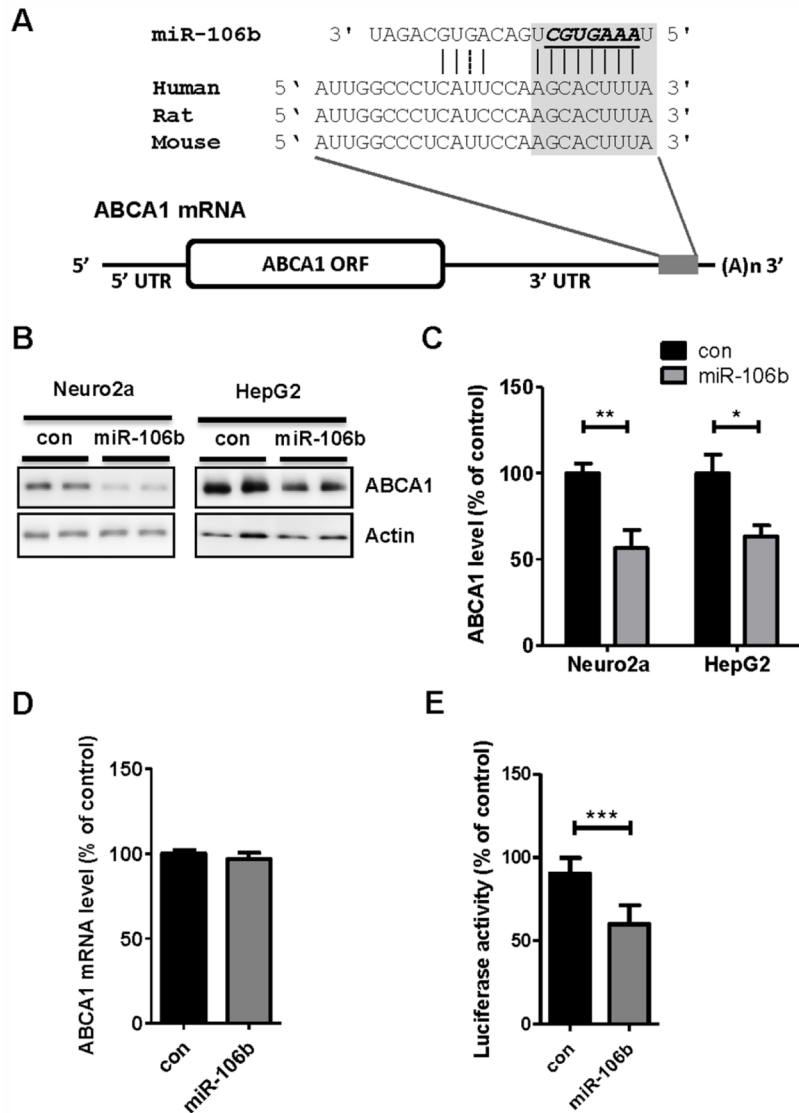 A
miR-106b 3' UAGACGUGACAGUCGUGAAAU 5'
Human 5‘ AUUGGCCCUCAUUCCAAGCACUUUA 3'
Rat 5‘ AUUGGCCCUCAUCCCAAGCACUUUA 3'
Mouse 5‘ AUUGGCCCUCAUUCCAAGCACUUUA 3'
ABCA1 mRNA
5’ 5’ UTR ABCA1 ORF 3’ UTR (A)n 3’
B
Neuro2a HepG2
con miR-106b con miR-106b
ABCA1
Actin
C
con
miR-106b
ABCA1 level (% of control)
150
100
50
0
** *
Neuro2a HepG2
D
ABCA1 mRNA level (% of control)
150
100
50
0
con miR-106b
E
Luciferase activity (% of control)
150
100
50
0
***
con miR-106b